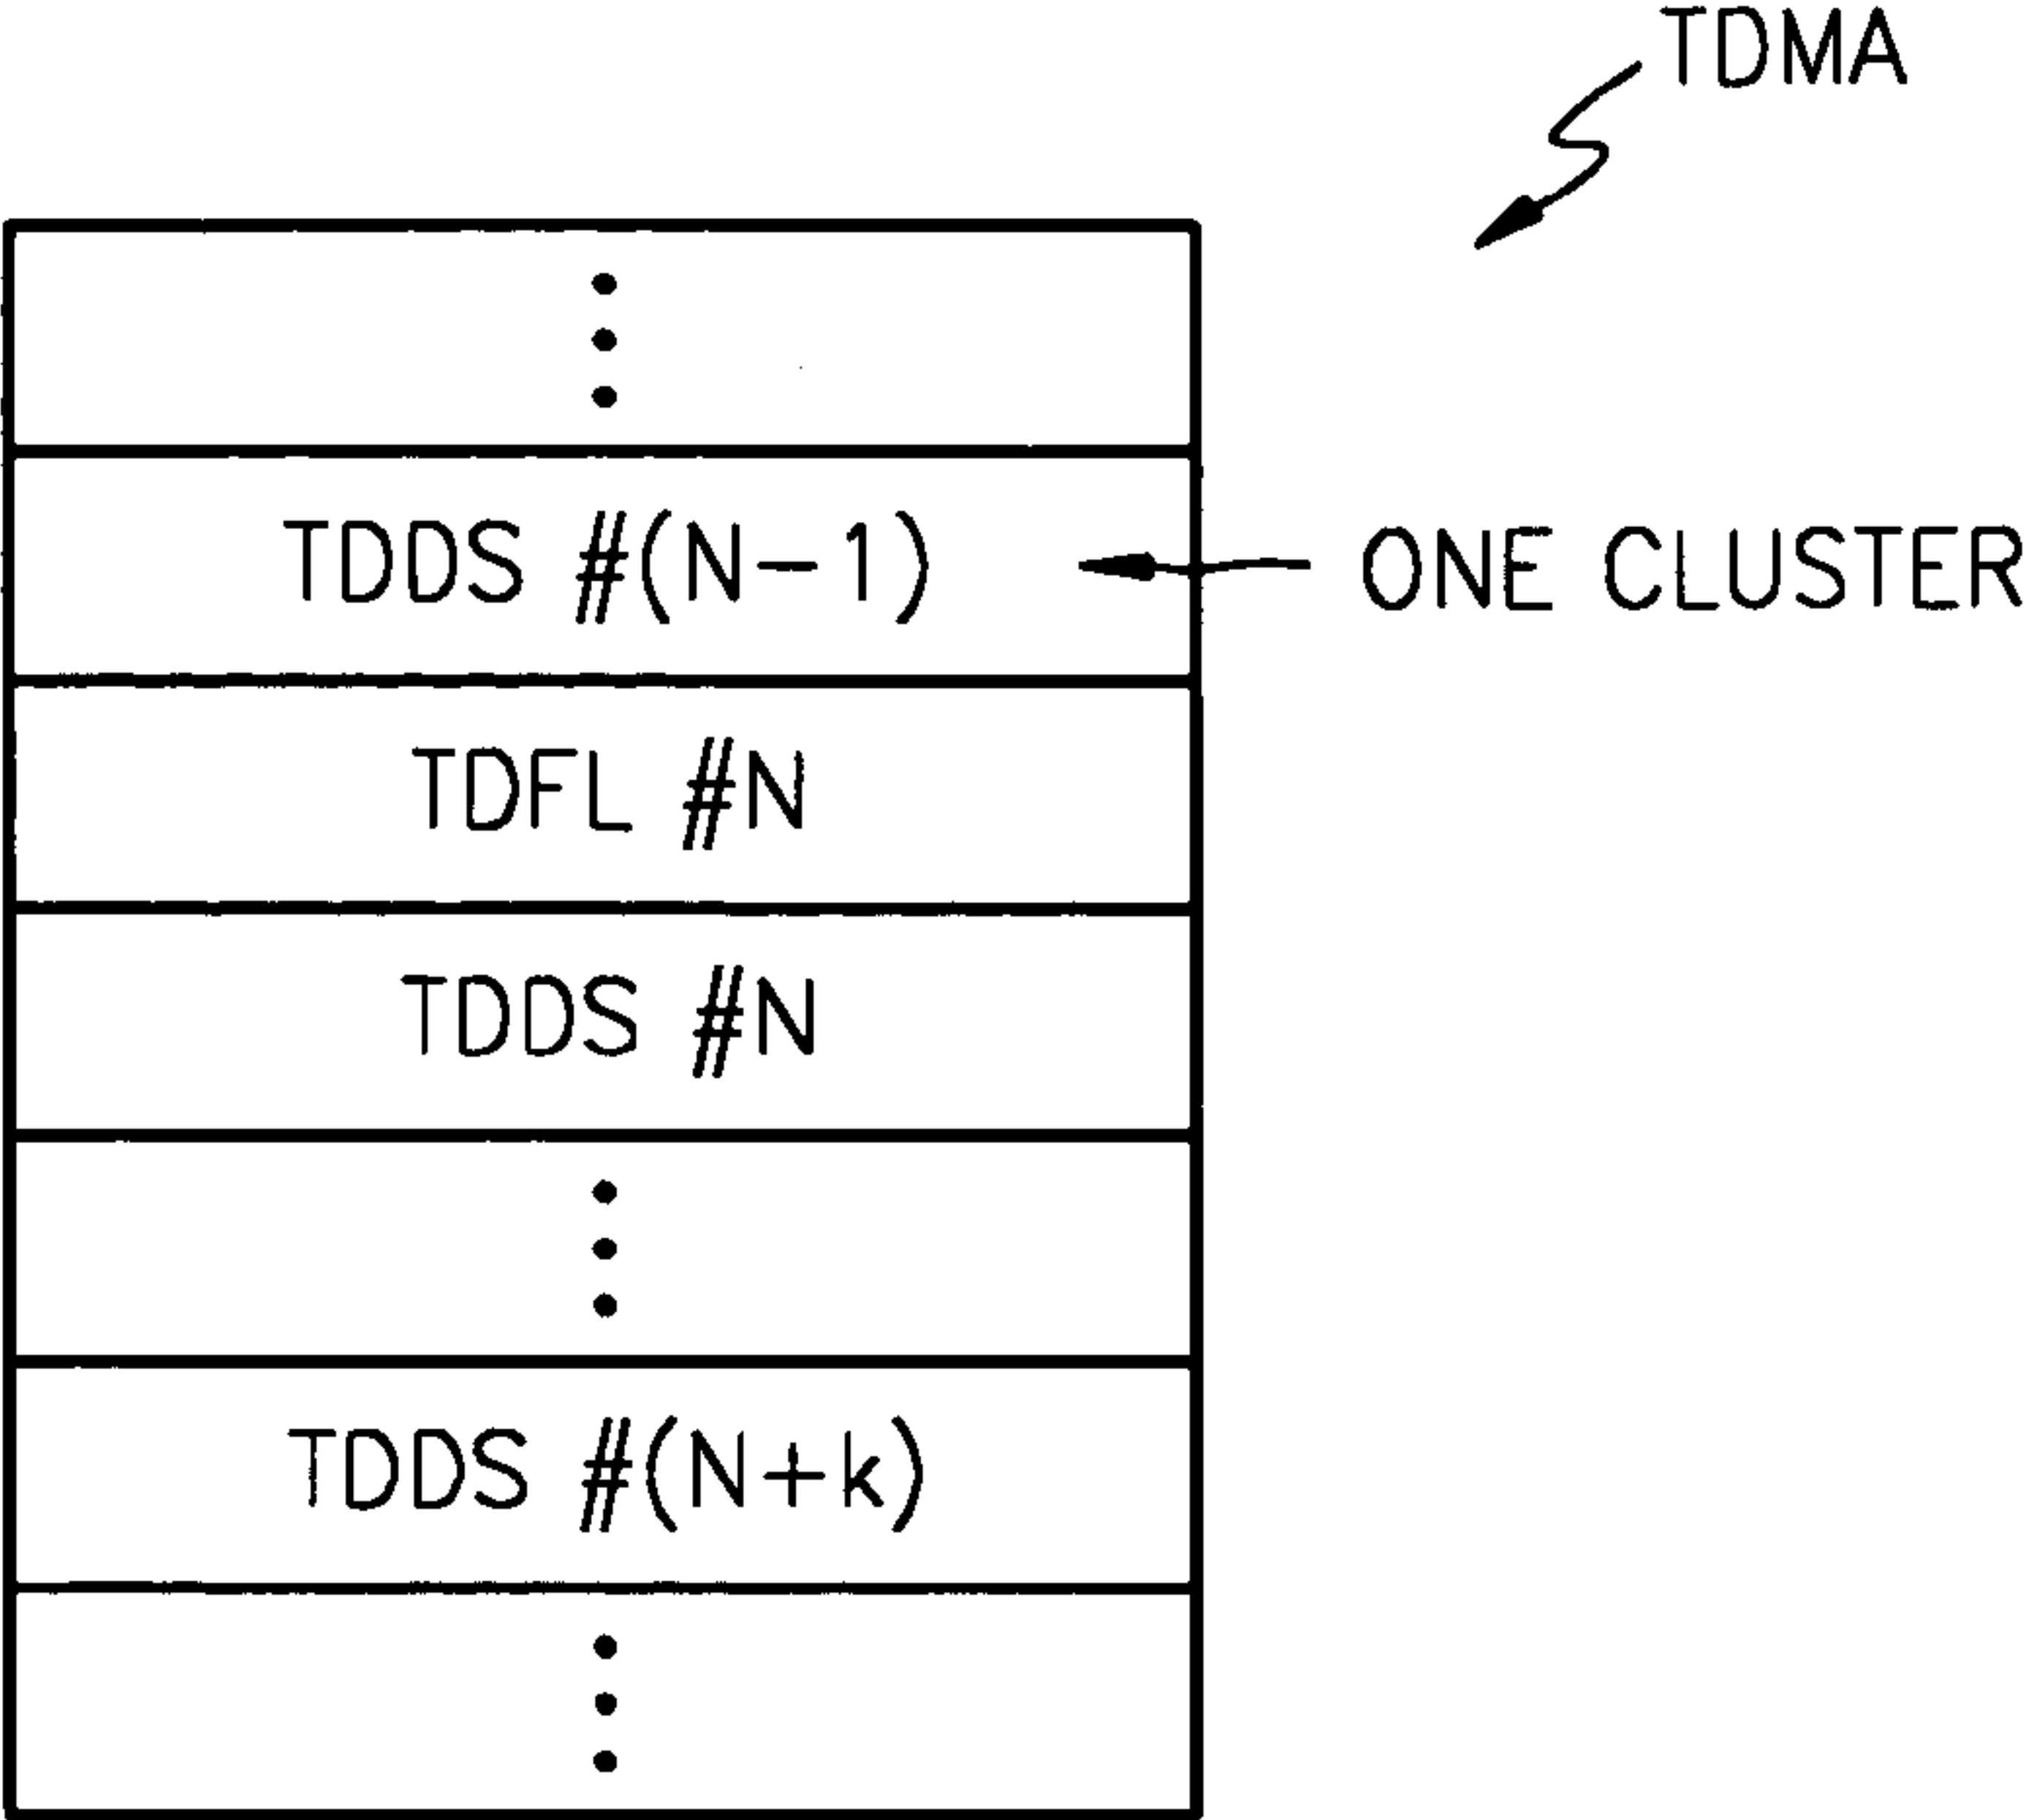 TDMA
TDDS #(N-1)
ONE CLUSTER
TDFL #N
TDDS #N
TDDS #(N+k)